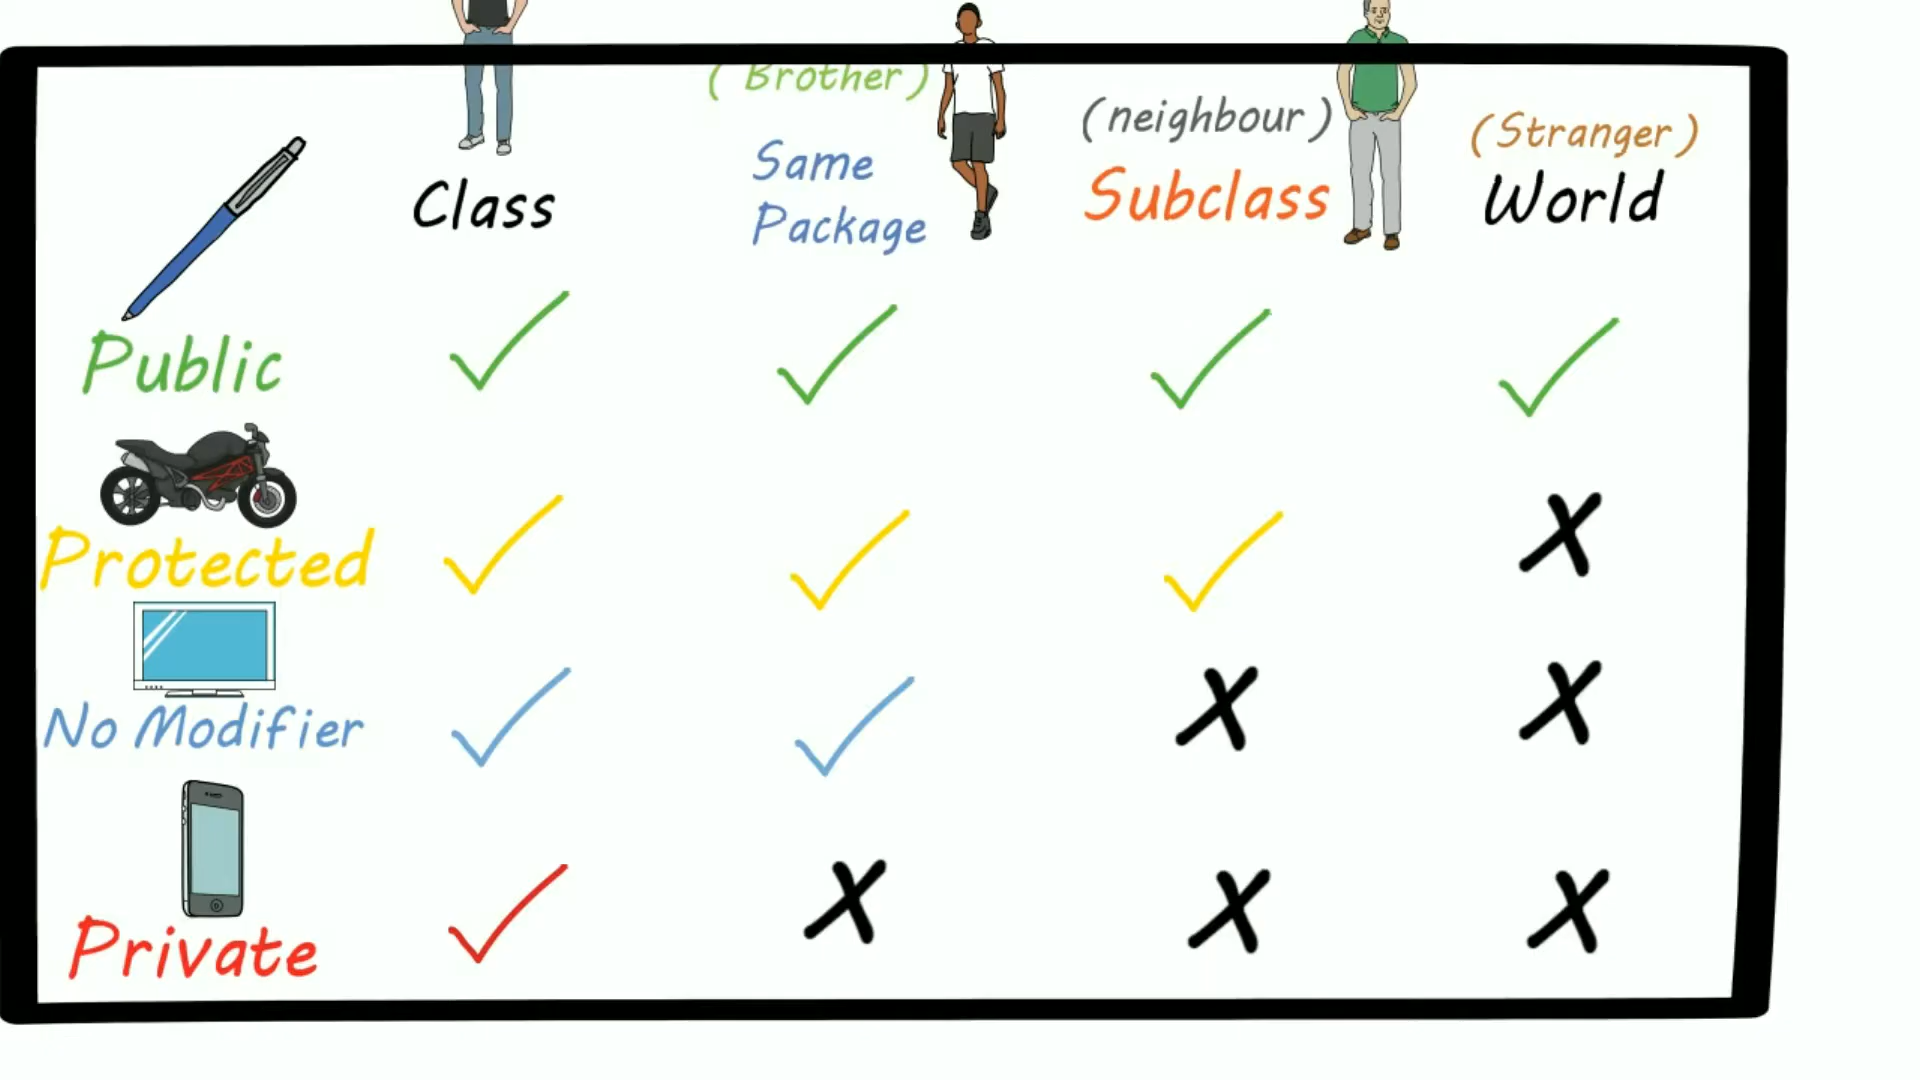 ( Brother )
(neighbour)
(Stranger)
Class
Same
Package
Subclass
World
Public
Protected
No Modifier
Private